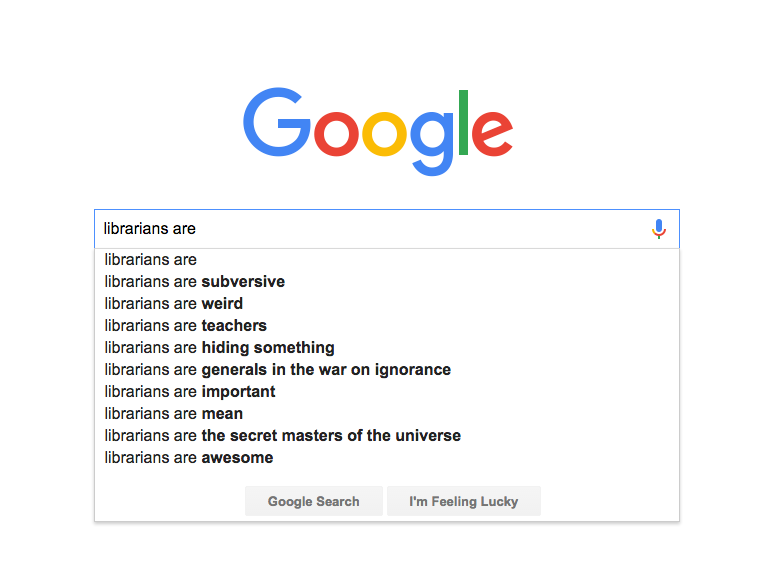 Google
librarians are
librarians are
librarians are subversive
librarians are weird
librarians are teachers
librarians are hiding something
librarians are generals in the war on ignorance
librarians are important
librarians are mean
librarians are the secret masters of the universe
librarians are awesome
Google Search I'm Feeling Lucky